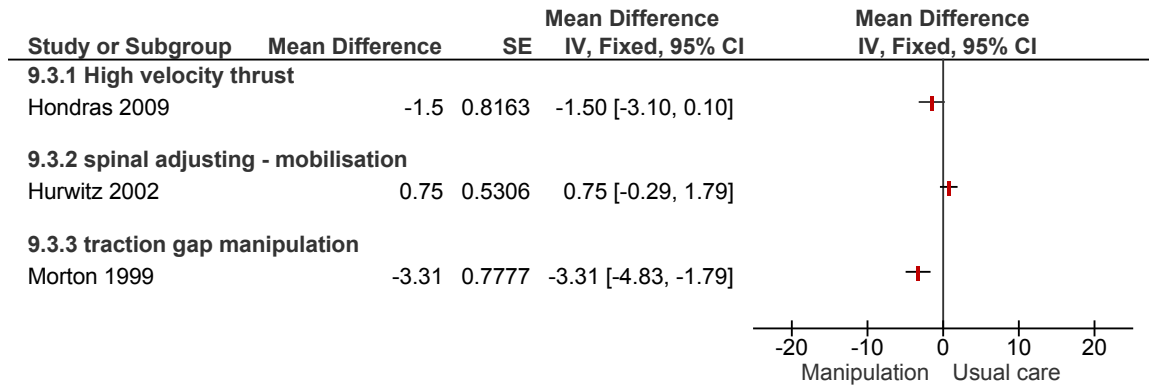 Mean Difference Mean Difference
Study or Subgroup Mean Difference SE IV, Fixed, 95% CI IV, Fixed, 95% CI
9.3.1 High velocity thrust
Hondras 2009 -1.5 0.8163 -1.50 [-3.10, 0.10]
9.3.2 spinal adjusting - mobilisation
Hurwitz 2002 0.75 0.5306 0.75 [-0.29, 1.79]
9.3.3 traction gap manipulation
Morton 1999 -3.31 0.7777 -3.31 [-4.83, -1.79]
-20 -10 0 10 20
Manipulation Usual care